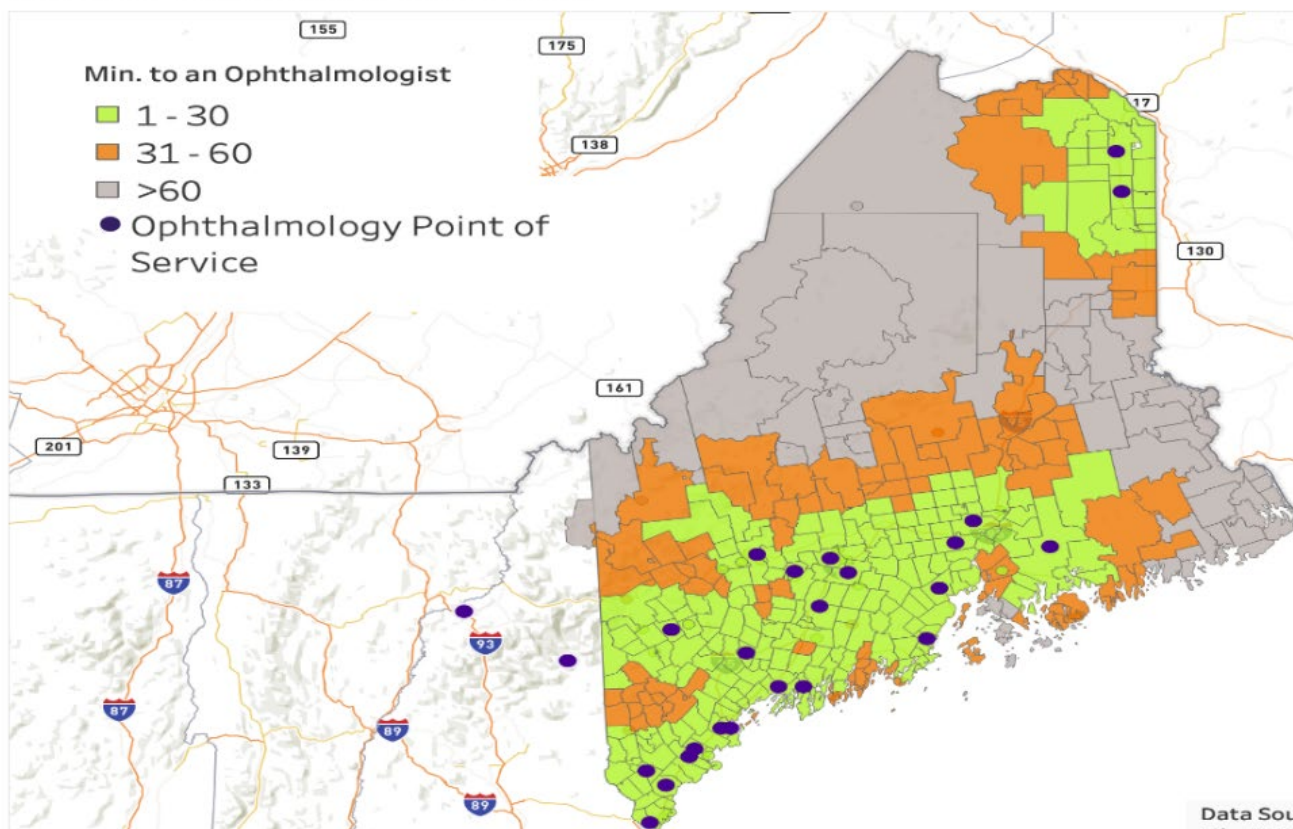 155
175
Min. to an Ophthalmologist
1 - 30
17
31 - 60
138
>60
Ophthalmology Point of
Service
130
161
201
139
133
87
93
87
89
89
Data Sou